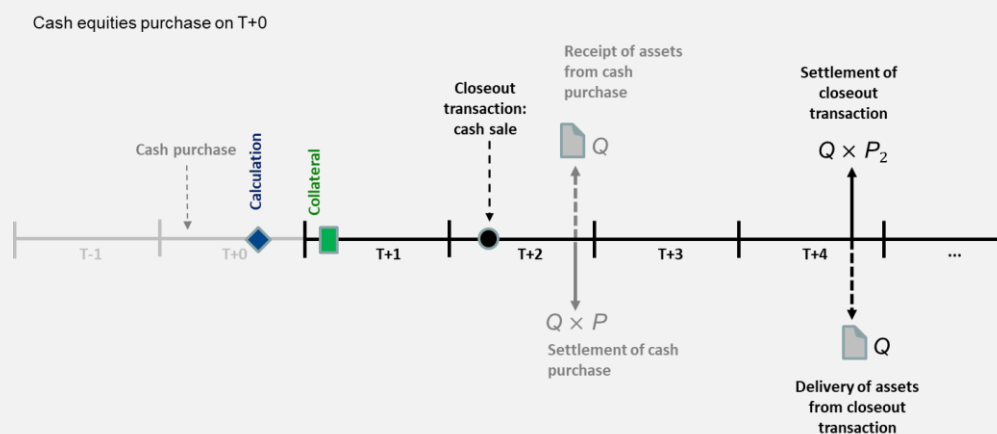 Cash equities purchase on T+0
Receipt of assets
from cash
purchase
Q
Settlement of
closeout
transaction
Q × P₂
Closeout
transaction:
cash sale
Cash purchase
Calculation
Collateral
T-1
T+0
T+1
T+2
T+3
T+4
...
Q × P
Settlement of cash
purchase
Q
Delivery of assets
from closeout
transaction